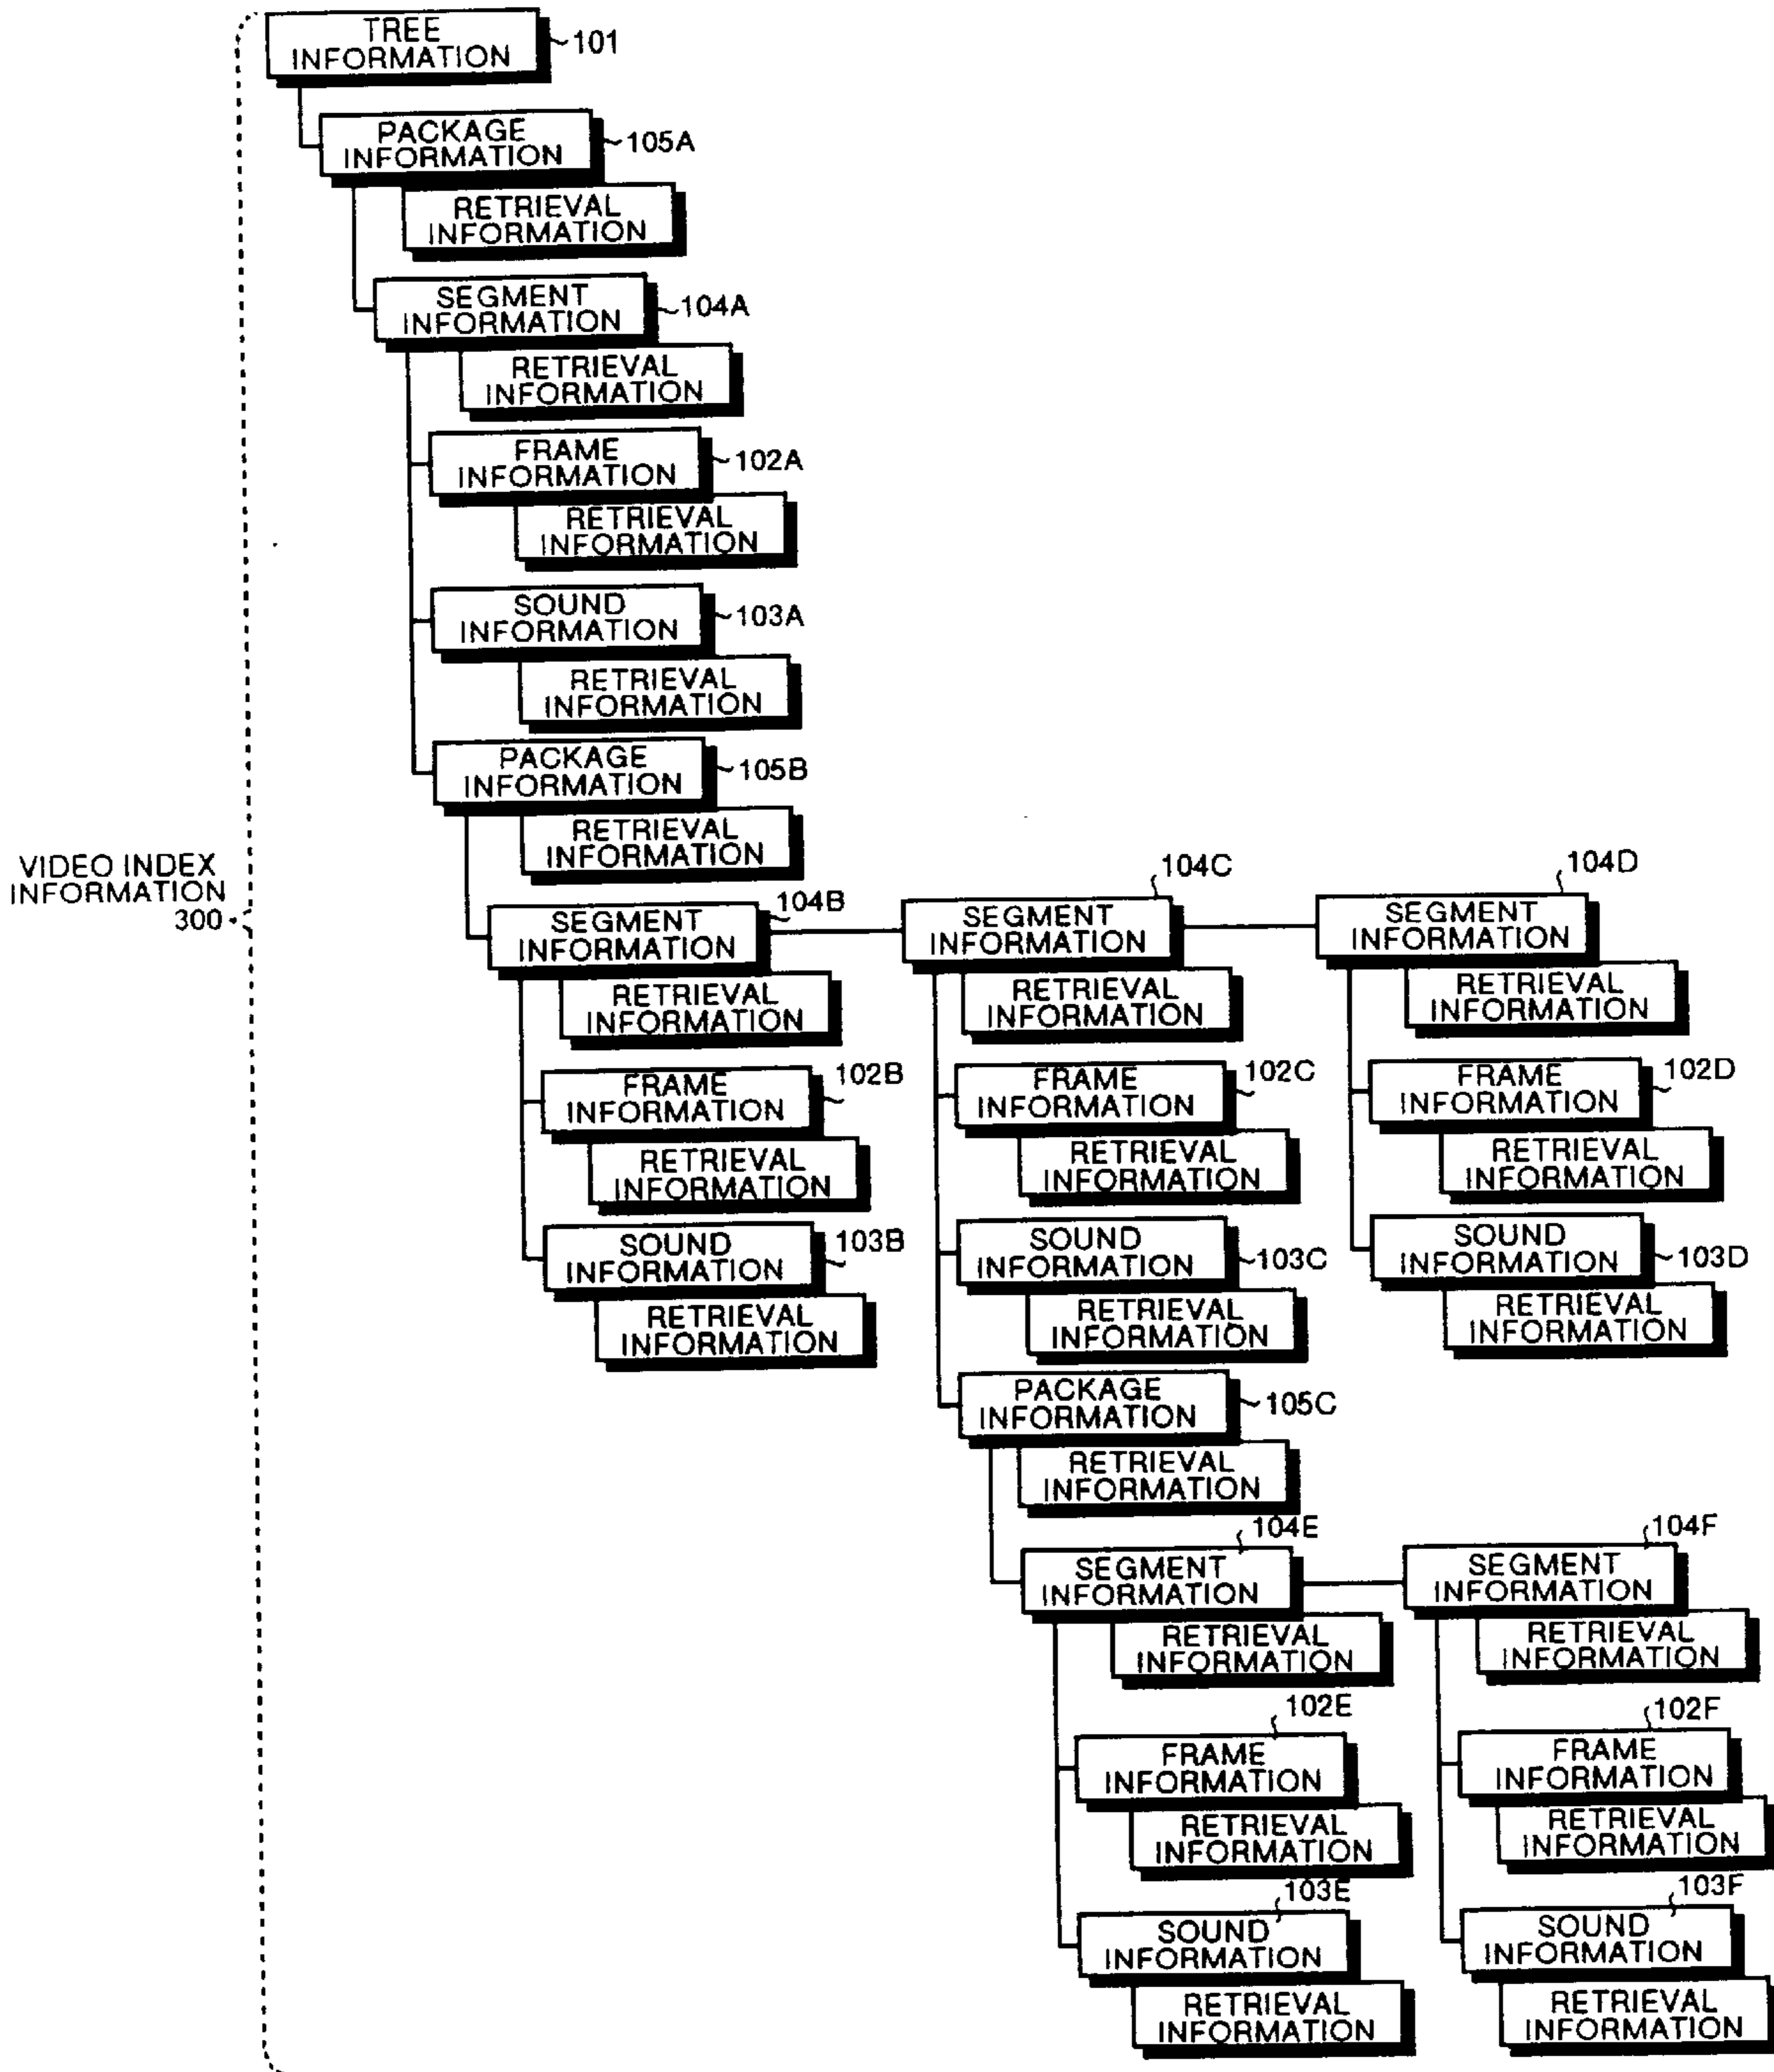 TREE
INFORMATION
101
PACKAGE
INFORMATION
105A
RETRIEVAL
INFORMATION
SEGMENT
INFORMATION
104A
RETRIEVAL
INFORMATION
FRAME
INFORMATION
102A
RETRIEVAL
INFORMATION
SOUND
INFORMATION
103A
RETRIEVAL
INFORMATION
PACKAGE
INFORMATION
105B
RETRIEVAL
INFORMATION
VIDEO INDEX
INFORMATION
300
SEGMENT
INFORMATION
104B
RETRIEVAL
INFORMATION
FRAME
INFORMATION
102B
RETRIEVAL
INFORMATION
SOUND
INFORMATION
103B
RETRIEVAL
INFORMATION
104C
SEGMENT
INFORMATION
RETRIEVAL
INFORMATION
FRAME
INFORMATION
102C
RETRIEVAL
INFORMATION
SOUND
INFORMATION
103C
RETRIEVAL
INFORMATION
PACKAGE
INFORMATION
105C
RETRIEVAL
INFORMATION
104D
SEGMENT
INFORMATION
RETRIEVAL
INFORMATION
FRAME
INFORMATION
102D
RETRIEVAL
INFORMATION
SOUND
INFORMATION
103D
RETRIEVAL
INFORMATION
104E
SEGMENT
INFORMATION
RETRIEVAL
INFORMATION
102E
FRAME
INFORMATION
RETRIEVAL
INFORMATION
103E
SOUND
INFORMATION
RETRIEVAL
INFORMATION
104F
SEGMENT
INFORMATION
RETRIEVAL
INFORMATION
102F
FRAME
INFORMATION
RETRIEVAL
INFORMATION
103F
SOUND
INFORMATION
RETRIEVAL
INFORMATION